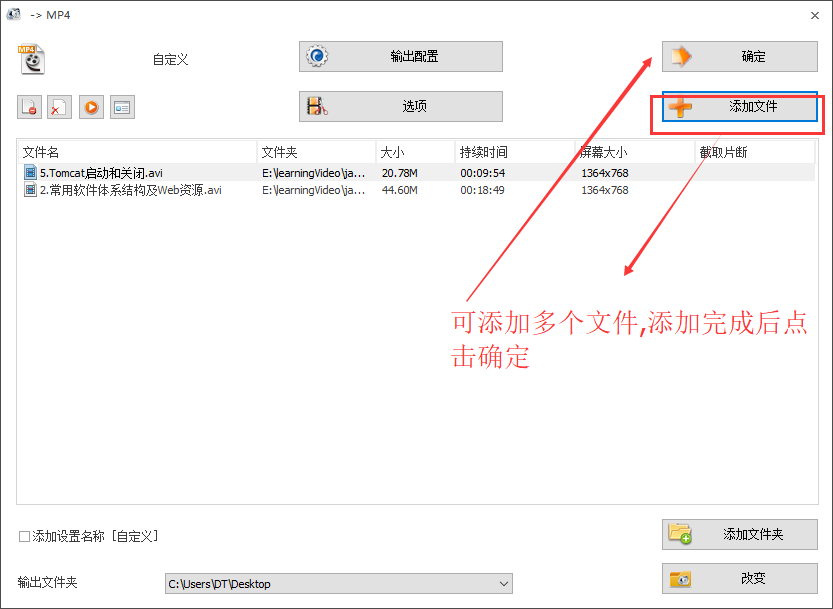 -> MP4
MP4
自定义
输出配置
确定
选项
添加文件
文件名 文件夹 大小 持续时间 屏幕大小 截取片断
5.Tomcat启动和关闭.avi E:\learningVideo\ja... 20.78M 00:09:54 1364x768
2.常用软件体系结构及Web资源.avi E:\learningVideo\ja... 44.60M 00:18:49 1364x768
可添加多个文件,添加完成后点
击确定
添加设置名称 [自定义]
添加文件夹
输出文件夹 C:\Users\DT\Desktop
改变